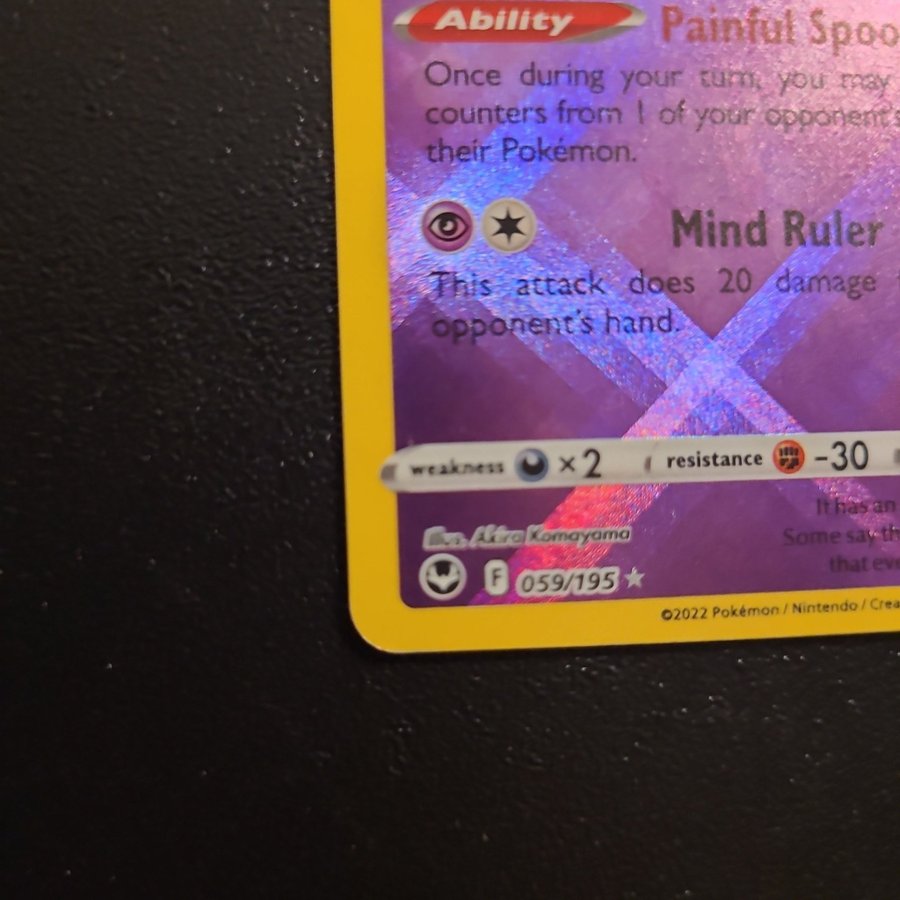 Ability Painful Spoo
Once during your turn, you may
counters from 1 of your opponent's
their Pokémon.
Mind Ruler
This attack does 20 damage
opponent's hand.
weakness ×2 resistance -30
Illus. Akira Komayama
F 059/195
It has an
Some say th
that eve
©2022 Pokémon / Nintendo / Crea